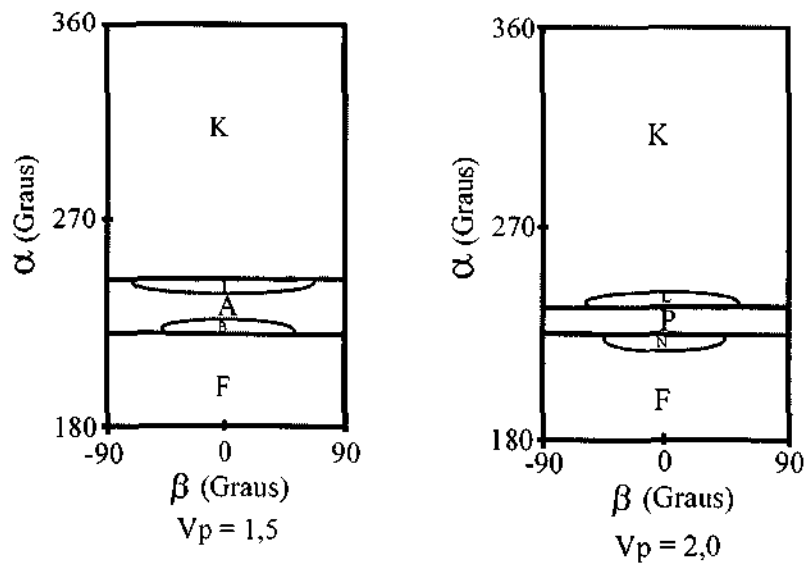 360
K
270
α (Graus)
A
F
180
-90
0
90
β (Graus)
Vp = 1,5
360
K
270
α (Graus)
L
P
N
F
180
-90
0
90
β (Graus)
Vp = 2,0